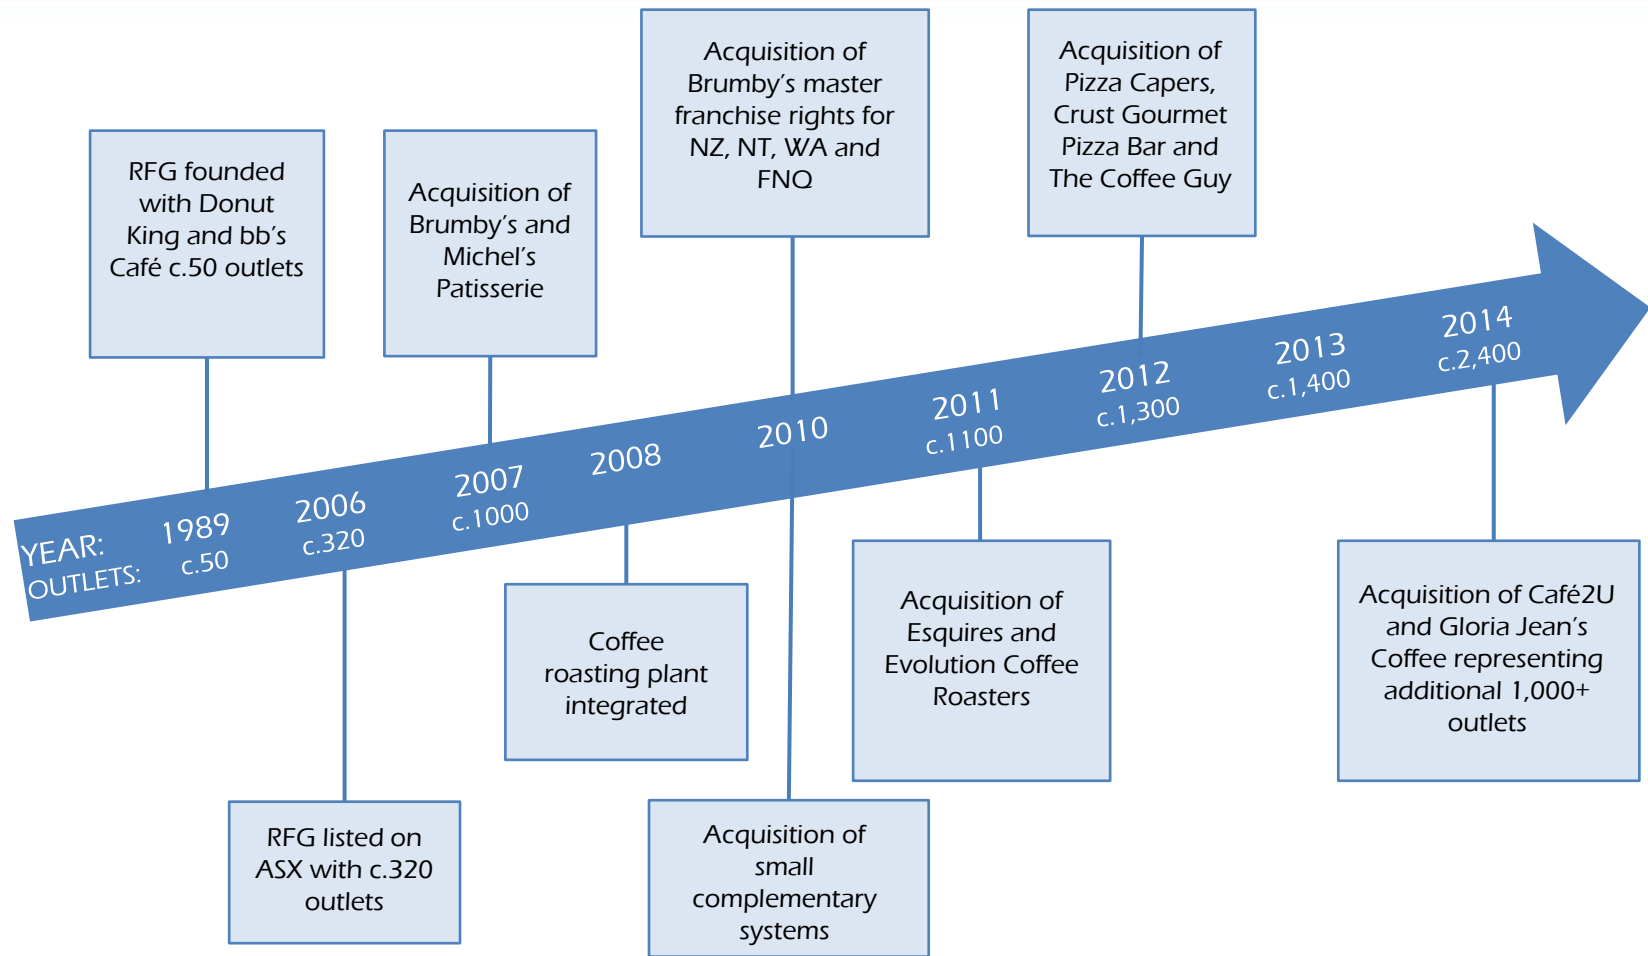 RFG founded
with Donut
King and bb's
Café c.50 outlets
Acquisition of
Brumby's and
Michel's
Patisserie
Acquisition of
Brumby's master
franchise rights for
NZ, NT, WA and
FNQ
Acquisition of
Pizza Capers,
Crust Gourmet
Pizza Bar and
The Coffee Guy
YEAR: 1989 2006 2007 2008 2010 2011 2012 2013 2014
OUTLETS: c.50 c.320 c.1000 c.1100 c.1,300 c.1,400 c.2,400
RFG listed on
ASX with c.320
outlets
Coffee
roasting plant
integrated
Acquisition of
small
complementary
systems
Acquisition of
Esquires and
Evolution Coffee
Roasters
Acquisition of Café2U
and Gloria Jean's
Coffee representing
additional 1,000+
outlets